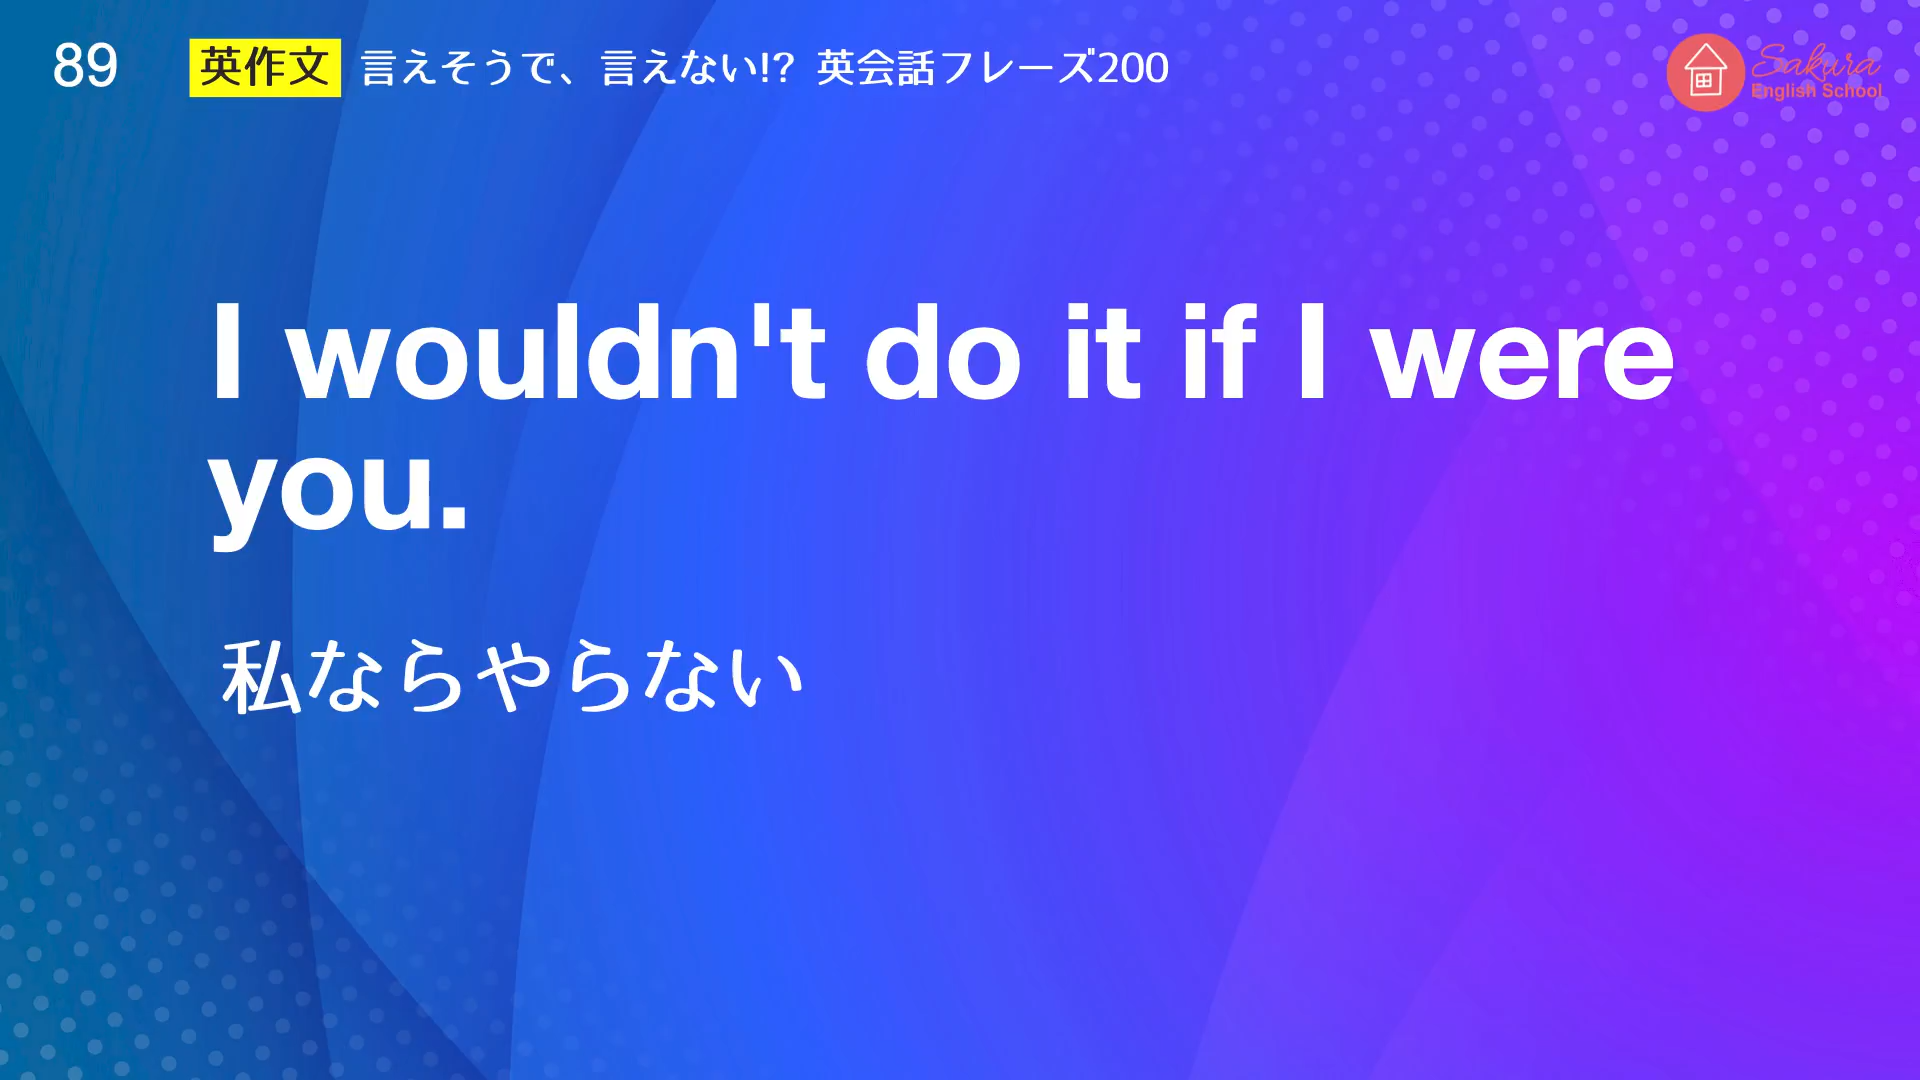 89
英作文 言えそうで、言えない!? 英会話フレーズ200
Sakura
English School
I wouldn't do it if I were
you.
私ならやらない